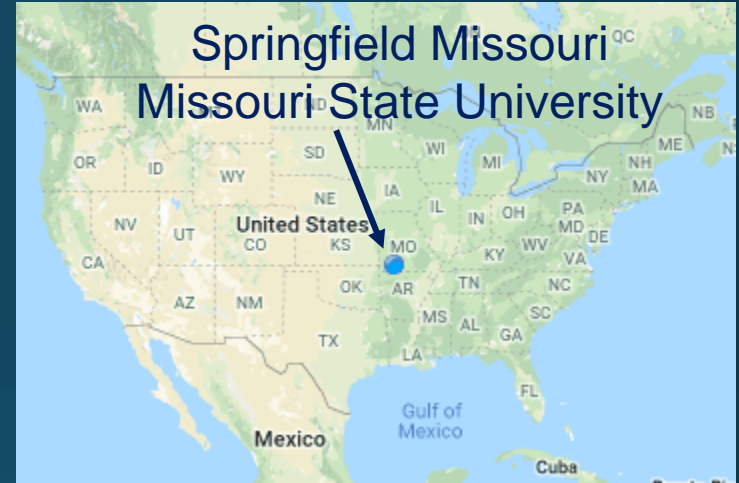 Springfield Missouri
Missouri State University
QC
WA
ND
MN
NB
OR
ID
SD
WI
MI
ME
NH
WY
NY
MA
NE
IA
IL
IN
OH
PA
MD
DE
NV
UT
United States
CO
KS
MO
KY
WV
VA
CA
OK
AR
TN
NC
AZ
NM
MS
AL
SC
GA
TX
LA
FL
Gulf of
Mexico
Mexico
Cuba